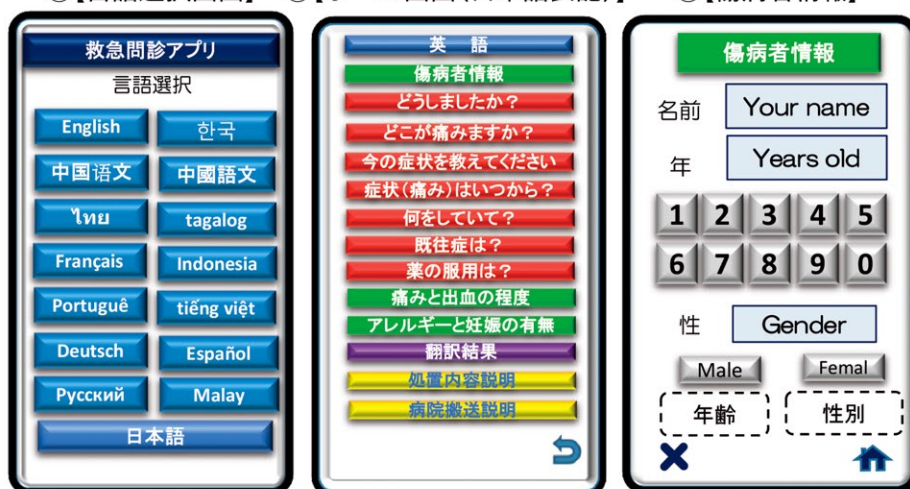 救急問診アプリ
言語選択
English 한국
中国语文 中國語文
ไทย tagalog
Français Indonesia
Portuguê tiếng việt
Deutsch Español
Русский Malay
日本語
英 語
傷病者情報
どうしましたか?
どこが痛みますか?
今の症状を教えてください
症状(痛み)はいつから?
何をしていて?
既往症は?
薬の服用は?
痛みと出血の程度
アレルギーと妊娠の有無
翻訳結果
処置内容説明
病院搬送説明
傷病者情報
名前 Your name
年 Years old
1 2 3 4 5
6 7 8 9 0
性 Gender
Male Femal
年齢 性別